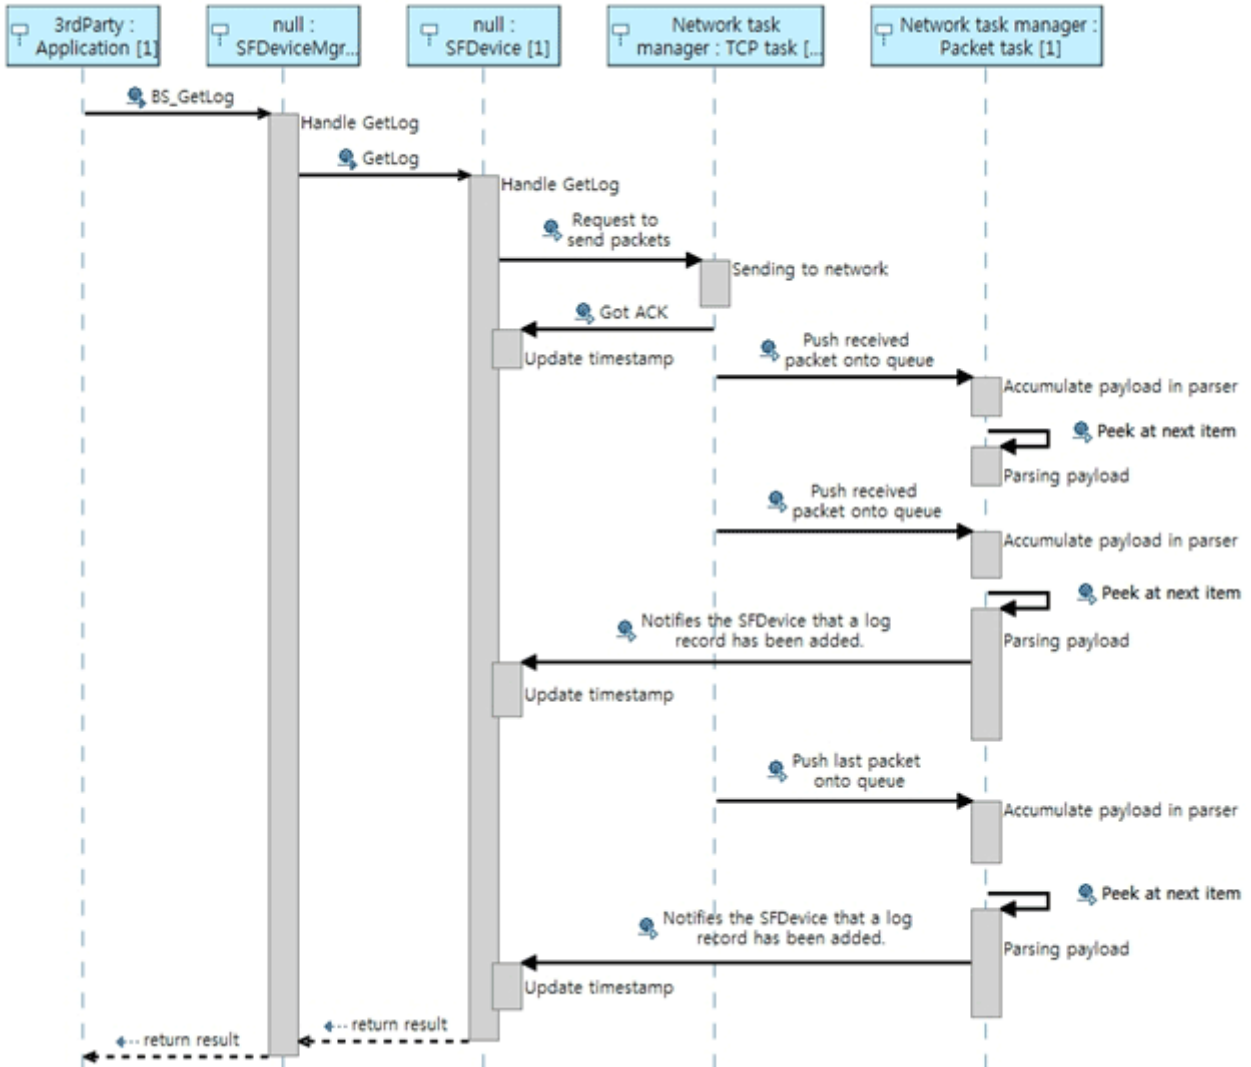 3rdParty :
Application [1]
null :
SFDeviceMgr...
null :
SFDevice [1]
Network task
manager : TCP task [...
Network task manager :
Packet task [1]
BS_GetLog
Handle GetLog
GetLog
Handle GetLog
Request to
send packets
Sending to network
Got ACK
Update timestamp
Push received
packet onto queue
Accumulate payload in parser
Peek at next item
Parsing payload
Push received
packet onto queue
Accumulate payload in parser
Peek at next item
Notifies the SFDevice that a log
record has been added.
Parsing payload
Update timestamp
Push last packet
onto queue
Accumulate payload in parser
Peek at next item
Notifies the SFDevice that a log
record has been added.
Parsing payload
Update timestamp
return result
return result